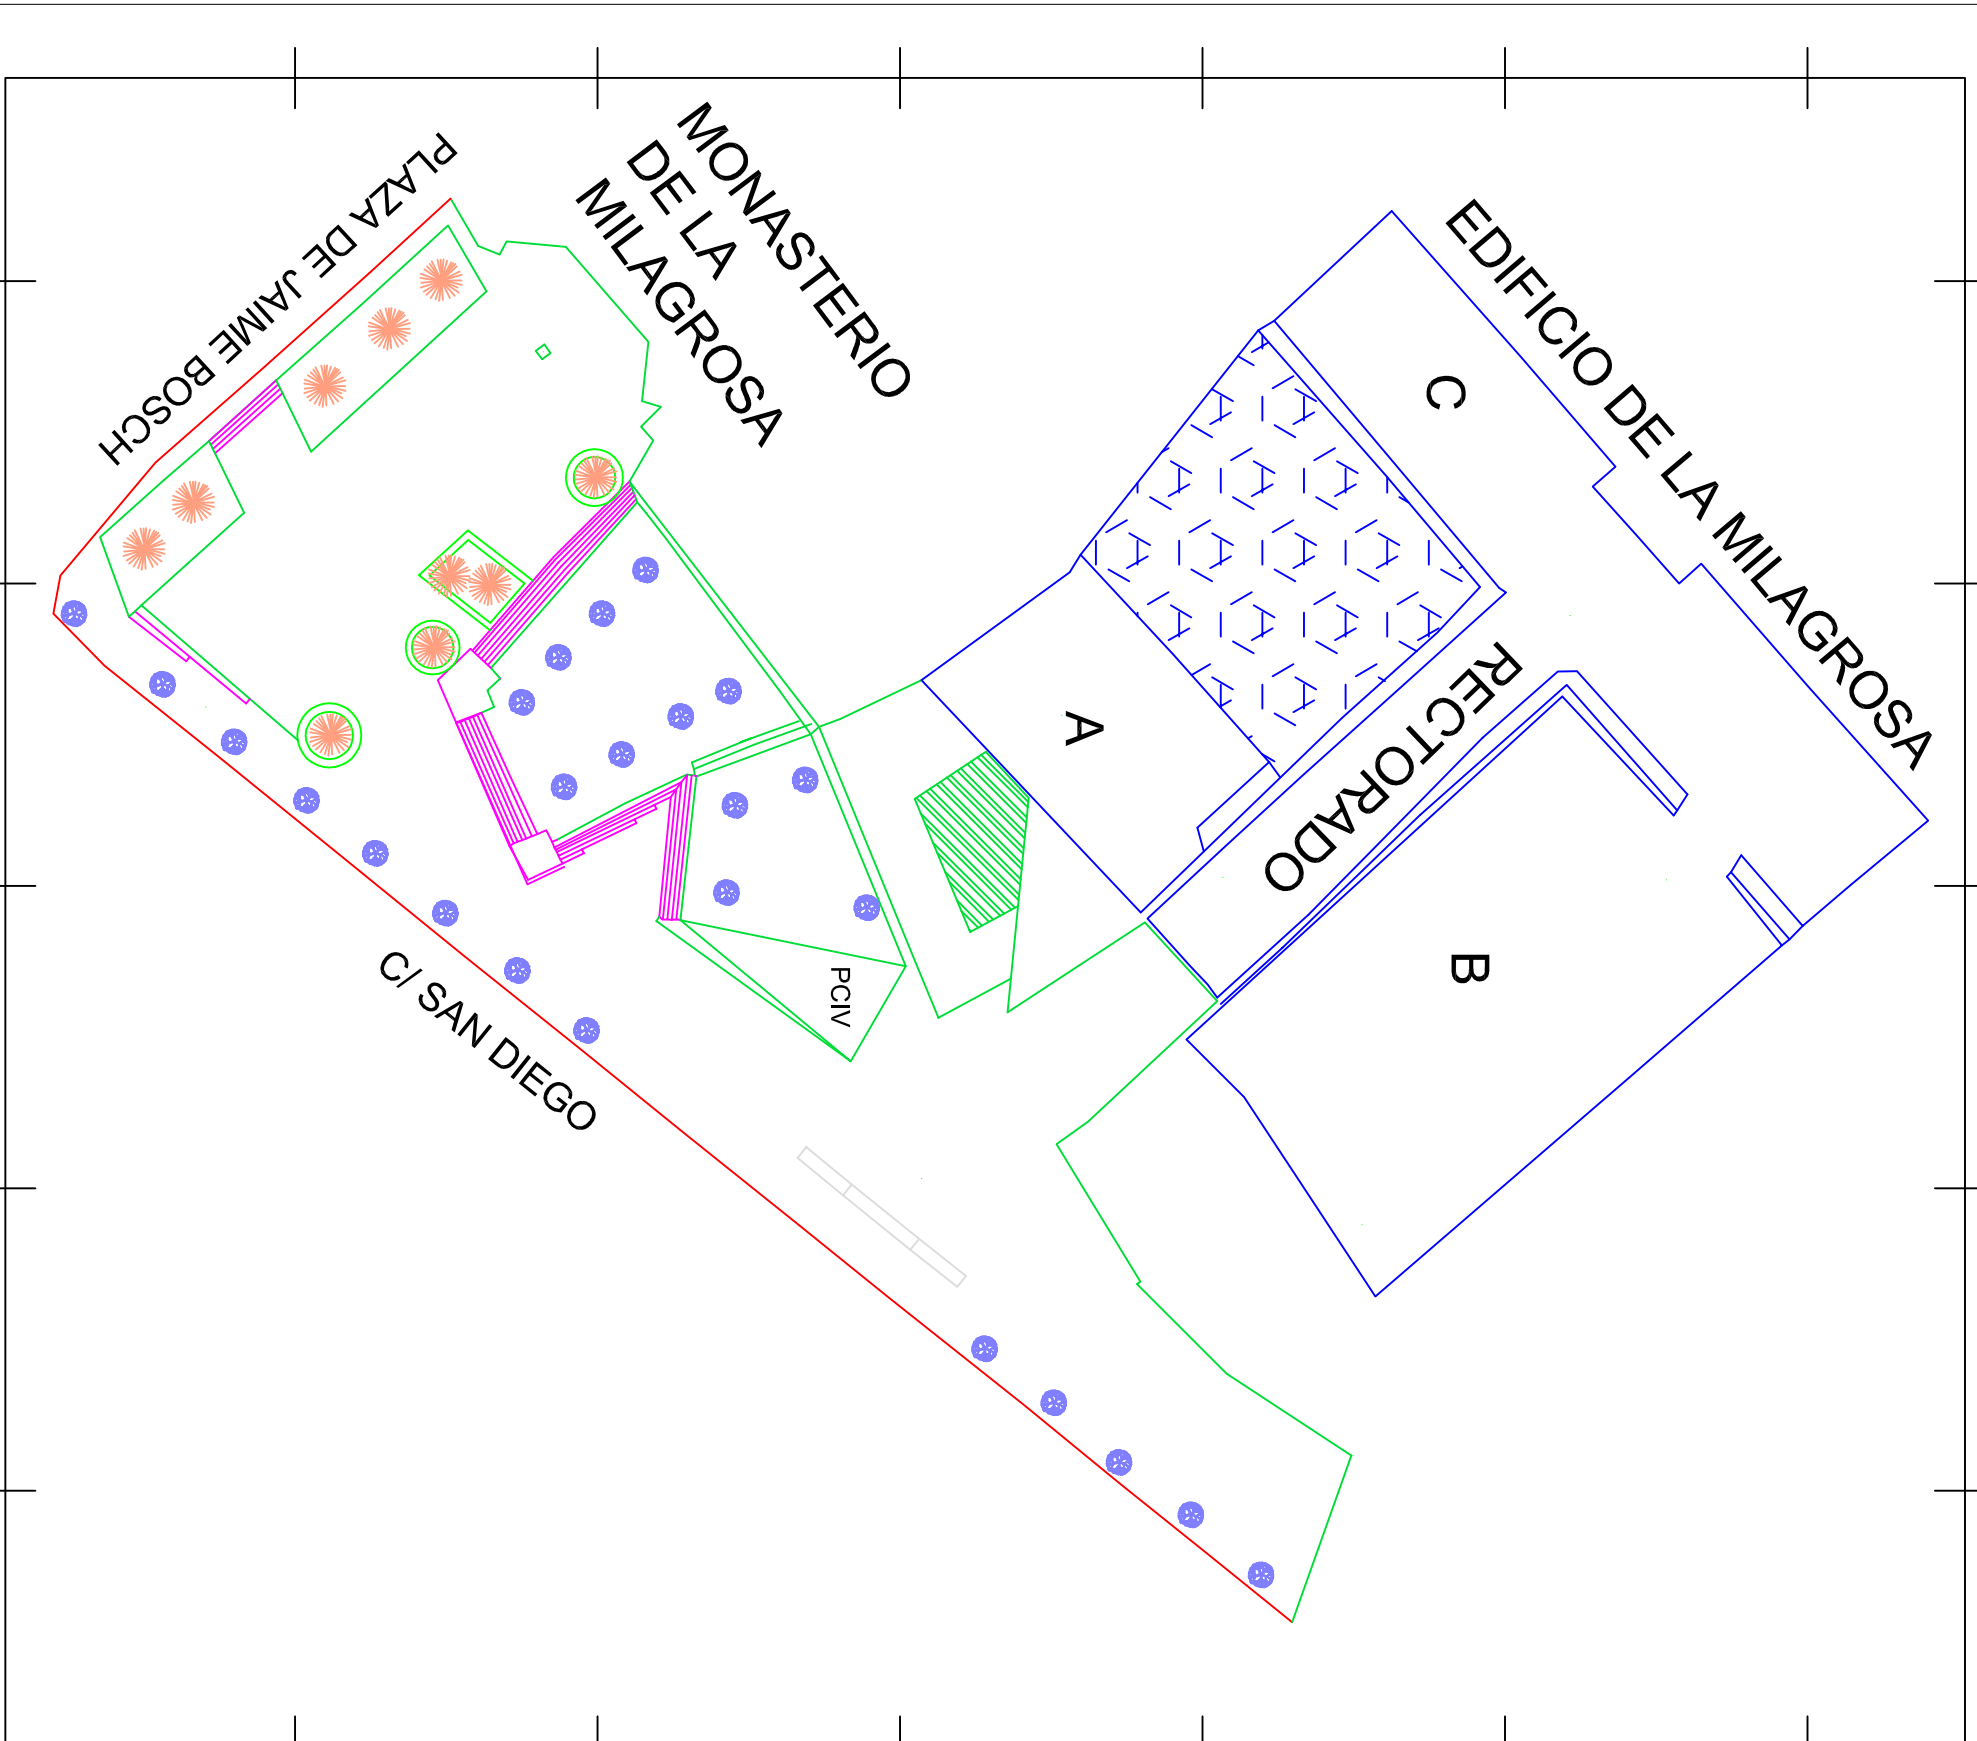 PLAZA DE JAIME BOSCH
MONASTERIO
DE LA
MILAGROSA
EDIFICIO DE LA MILAGROSA
C
A
RECTORADO
B
PCIV
C/ SAN DIEGO